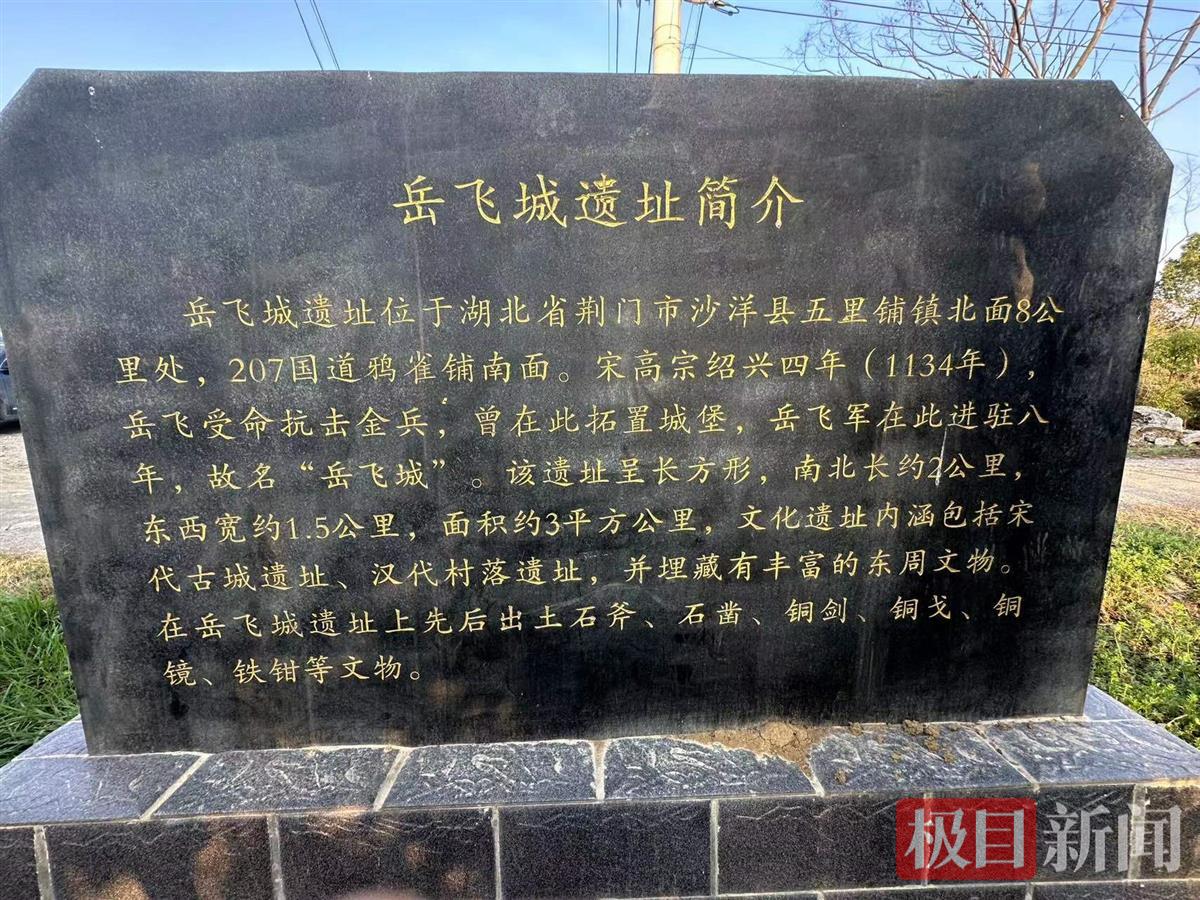 岳飞城遗址简介
岳飞城遗址位于湖北省荆门市沙洋县五里铺镇北面8公
里处，207国道鸦雀铺南面。宋高宗绍兴四年（1134年），
岳飞受命抗击金兵，曾在此拓置城堡，岳飞军在此进驻八
年，故名“岳飞城”。该遗址呈长方形，南北长约2公里，
东西宽约1.5公里，面积约3平方公里，文化遗址内涵包括宋
代古城遗址、汉代村落遗址，并埋藏有丰富的东周文物。
在岳飞城遗址上先后出土石斧、石凿、铜剑、铜戈、铜
镜、铁钳等文物。
极目新闻